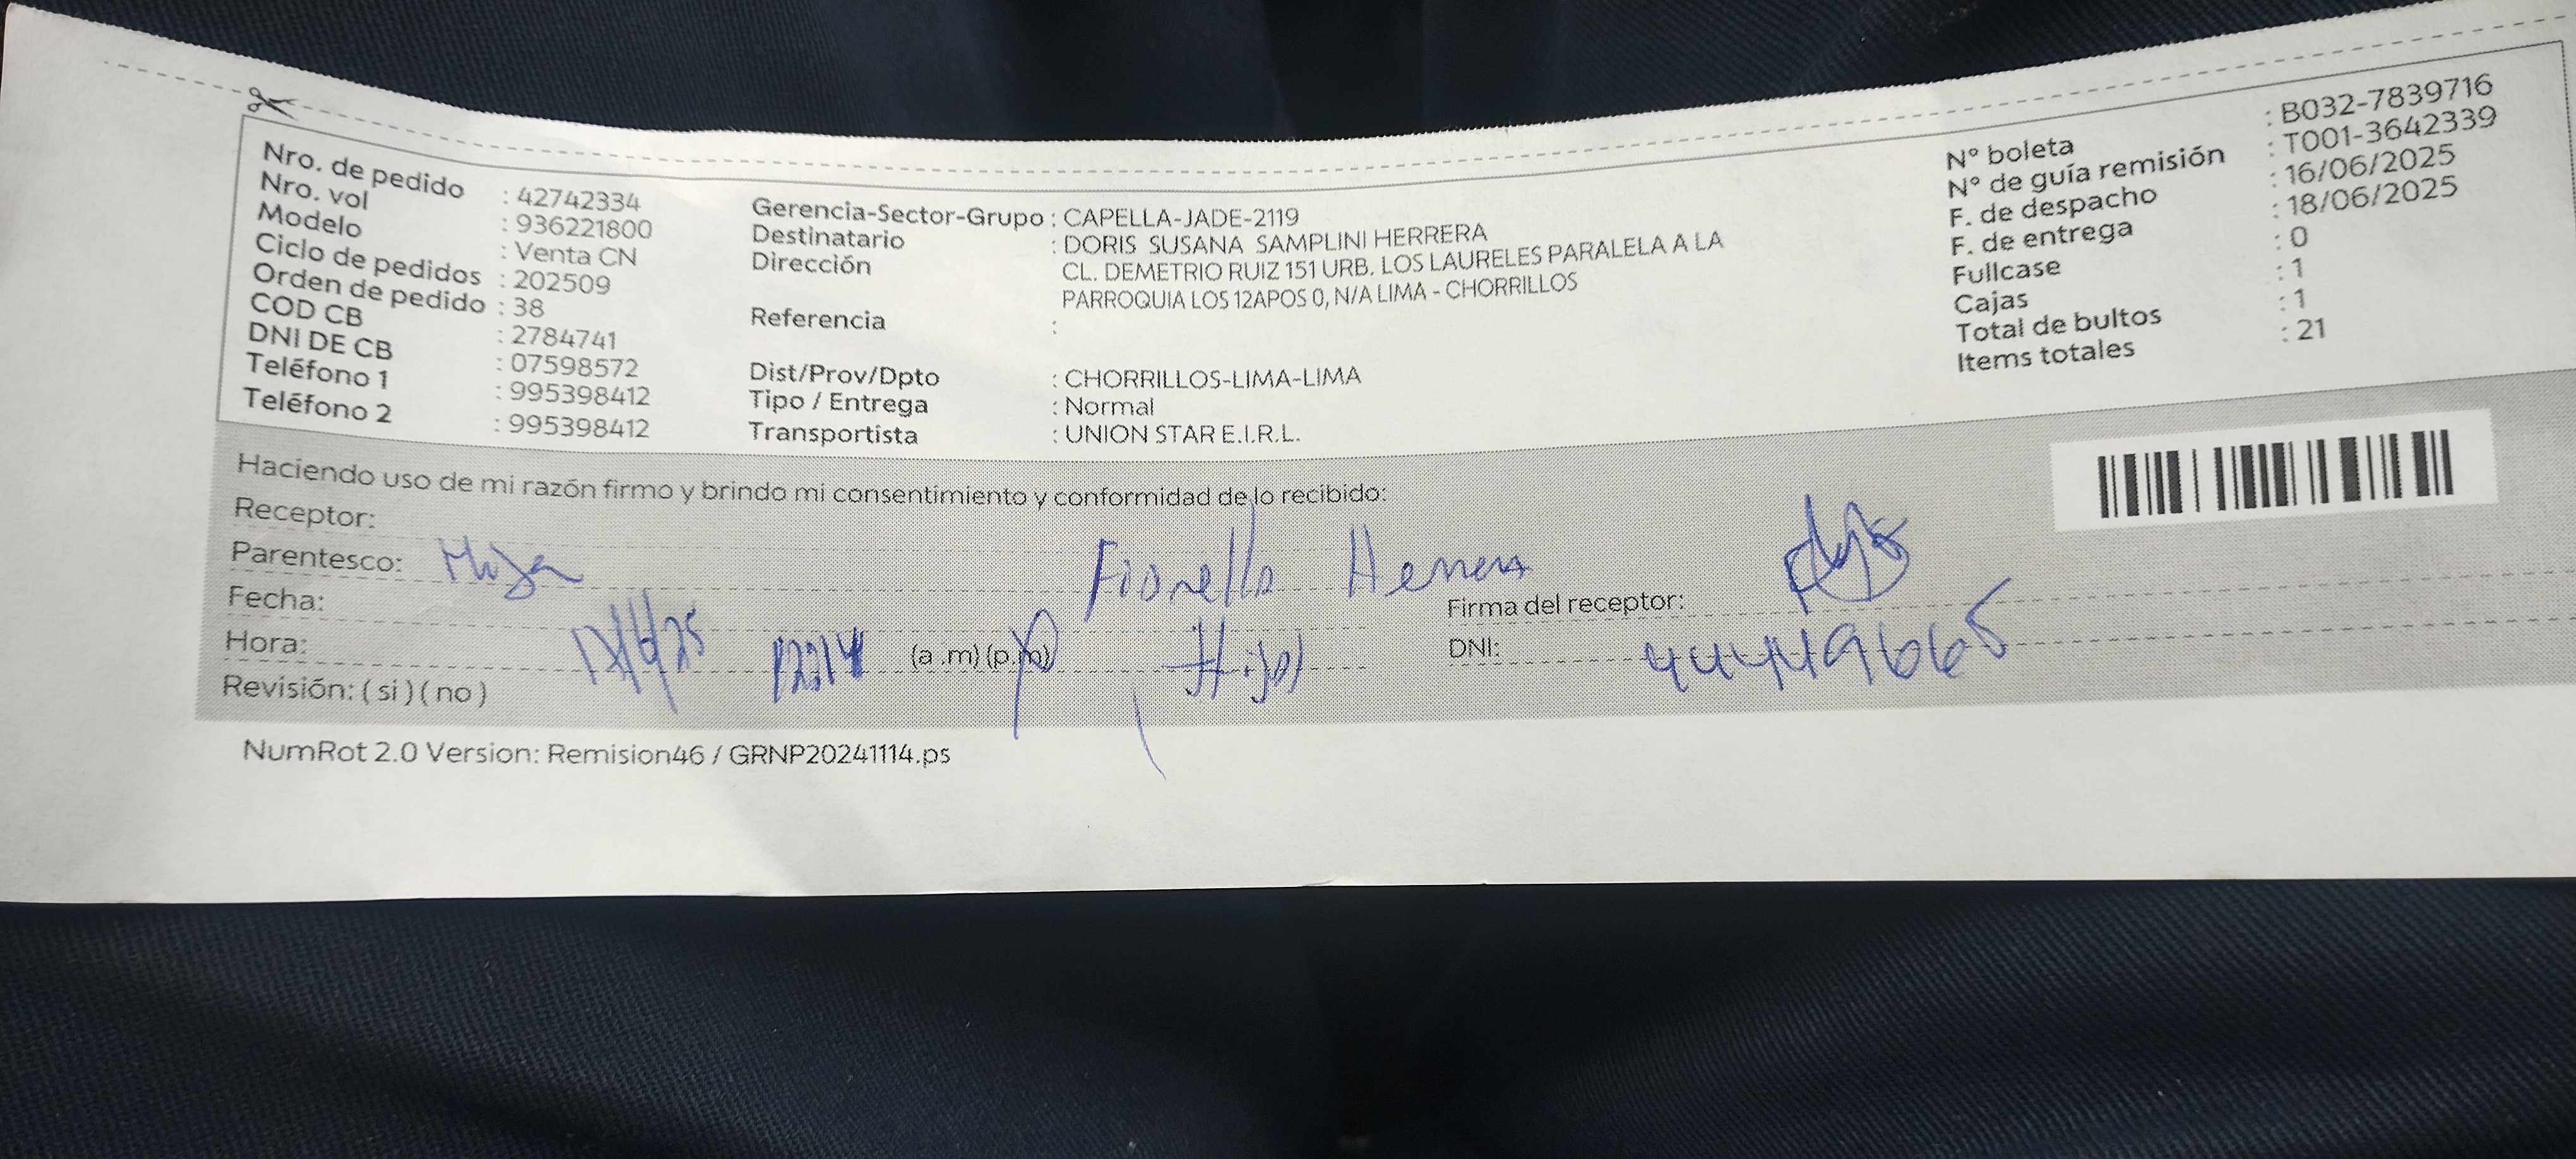 Nro. de pedido : 42742334
Nro. vol : 936221800
Modelo : Venta CN
Ciclo de pedidos : 202509
Orden de pedido : 38
COD CB : 2784741
DNI DE CB : 07598572
Teléfono 1 : 995398412
Teléfono 2 : 995398412
Gerencia-Sector-Grupo : CAPELLA-JADE-2119
Destinatario : DORIS SUSANA SAMPLINI HERRERA
Dirección : CL. DEMETRIO RUIZ 151 URB. LOS LAURELES PARALELA A LA
PARROQUIA LOS 12APOS 0, N/A LIMA - CHORRILLOS
Referencia :
Dist/Prov/Dpto : CHORRILLOS-LIMA-LIMA
Tipo / Entrega : Normal
Transportista : UNION STAR E.I.R.L.
N° boleta : B032-7839716
N° de guía remisión : T001-3642339
F. de despacho : 16/06/2025
F. de entrega : 18/06/2025
Fullcase : 0
Cajas : 1
Total de bultos : 1
Items totales : 21
Haciendo uso de mi razón firmo y brindo mi consentimiento y conformidad de lo recibido:
Receptor: Fiorella Herrera
Parentesco: Hija
Firma del receptor:
Fecha:
Hora: (a .m) (p.m) Hija
DNI: 44449665
Revisión: ( si ) ( no )
NumRot 2.0 Version: Remision46 / GRNP20241114.ps